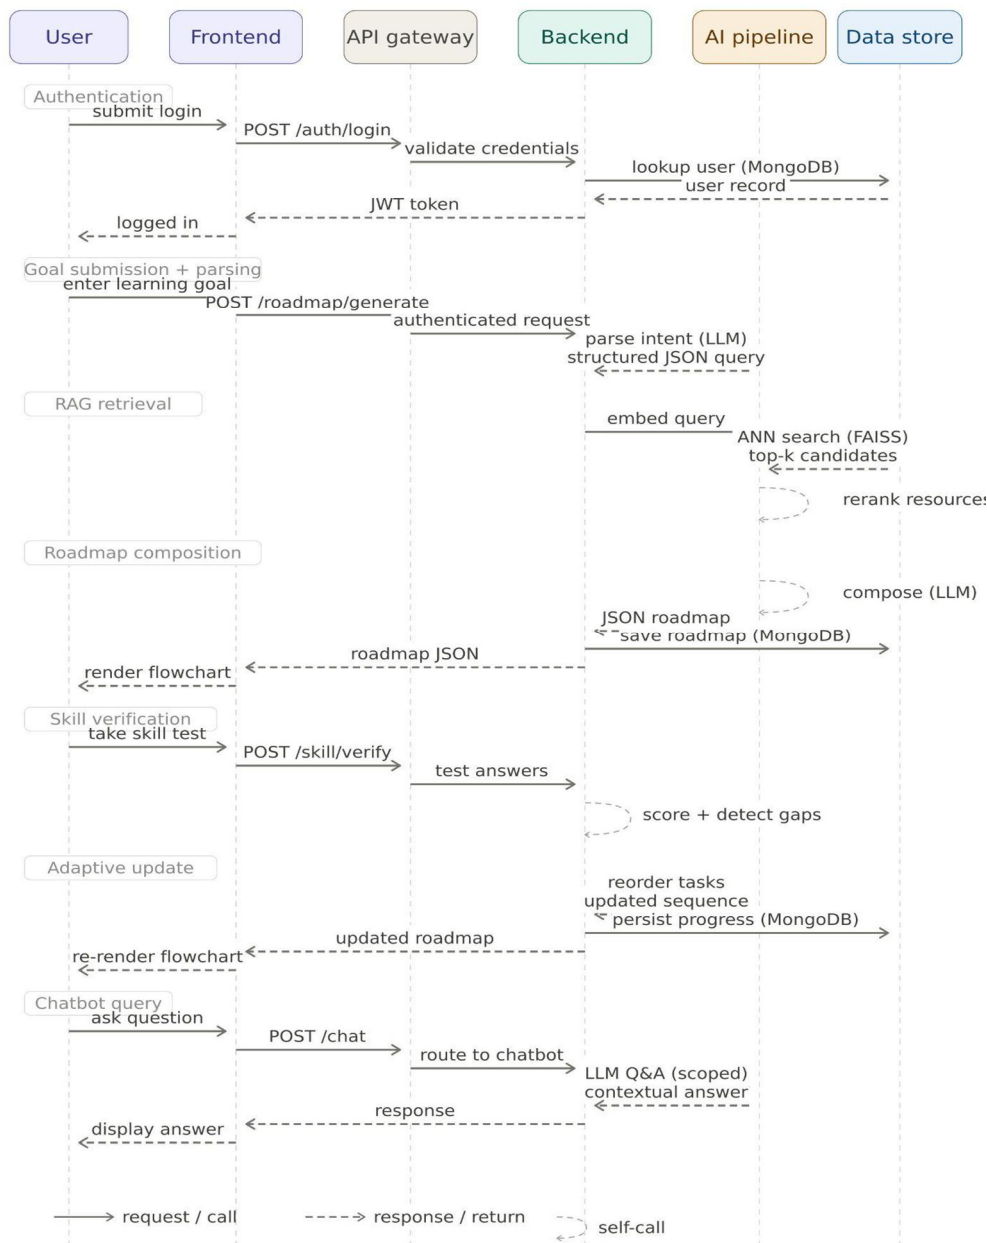 User
Frontend
API gateway
Backend
AI pipeline
Data store
Authentication
submit login
POST /auth/login
validate credentials
lookup user (MongoDB)
user record
JWT token
logged in
Goal submission + parsing
enter learning goal
POST /roadmap/generate
authenticated request
parse intent (LLM)
structured JSON query
RAG retrieval
embed query
ANN search (FAISS)
top-k candidates
rerank resources
Roadmap composition
compose (LLM)
JSON roadmap
save roadmap (MongoDB)
roadmap JSON
render flowchart
Skill verification
take skill test
POST /skill/verify
test answers
score + detect gaps
Adaptive update
reorder tasks
updated sequence
persist progress (MongoDB)
updated roadmap
re-render flowchart
Chatbot query
ask question
POST /chat
route to chatbot
LLM Q&A (scoped)
contextual answer
response
display answer
request / call
response / return
self-call